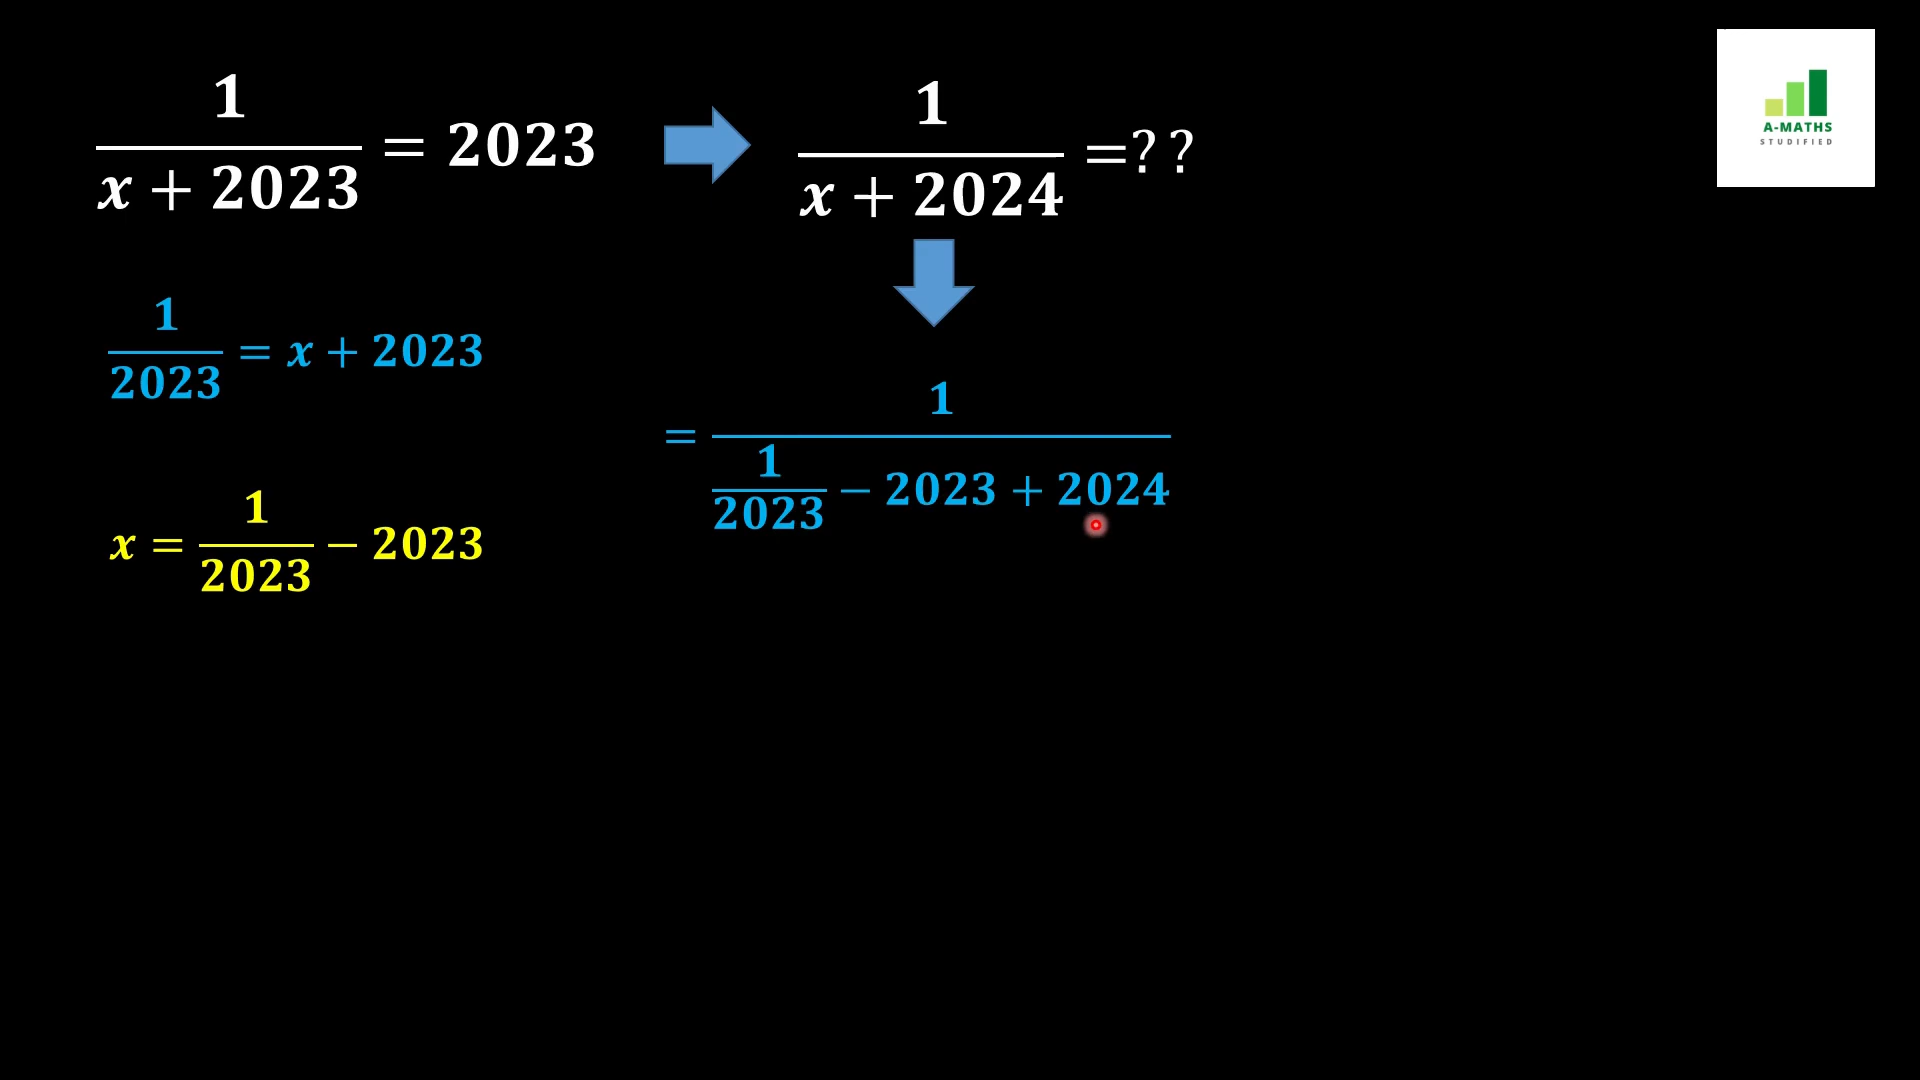 1/(x + 2023) = 2023
1/(x + 2024) =??
1/2023 = x + 2023
= 1/(1/2023 − 2023 + 2024)
x = 1/2023 − 2023
A-MATHS
STUDIFIED